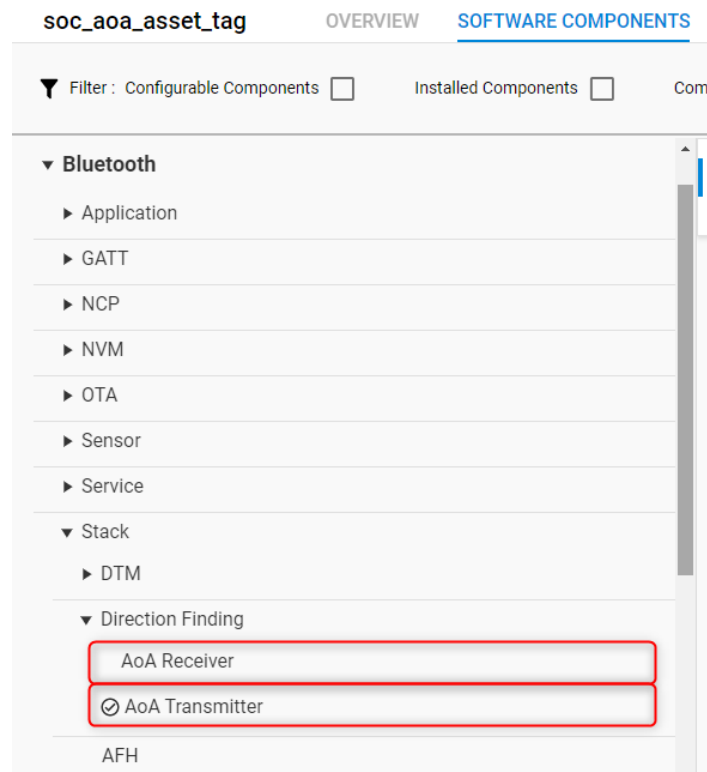 soc_aoa_asset_tag OVERVIEW SOFTWARE COMPONENTS
Filter : Configurable Components Installed Components Com
Bluetooth
Application
GATT
NCP
NVM
OTA
Sensor
Service
Stack
DTM
Direction Finding
AoA Receiver
AoA Transmitter
AFH